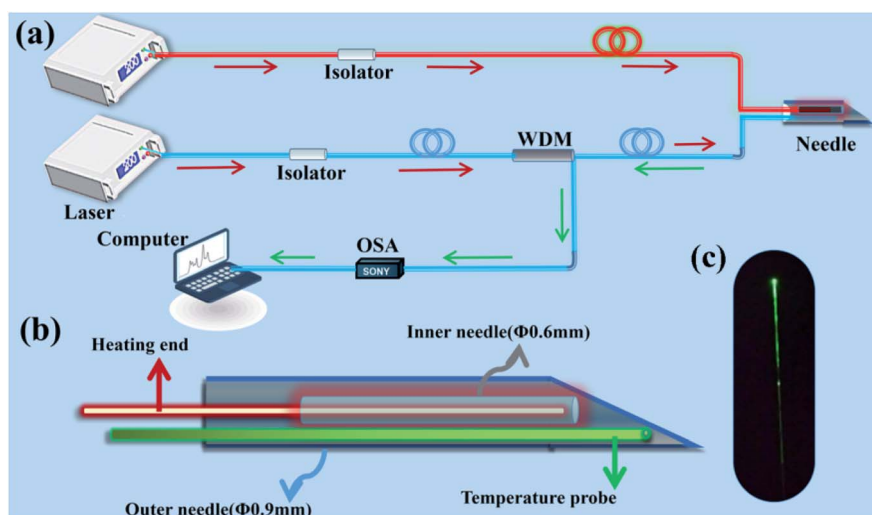 (a)
Isolator
WDM
Needle
Isolator
Laser
Computer
OSA
SONY
(c)
(b)
Inner needle(Φ0.6mm)
Heating end
Temperature probe
Outer needle(Φ0.9mm)